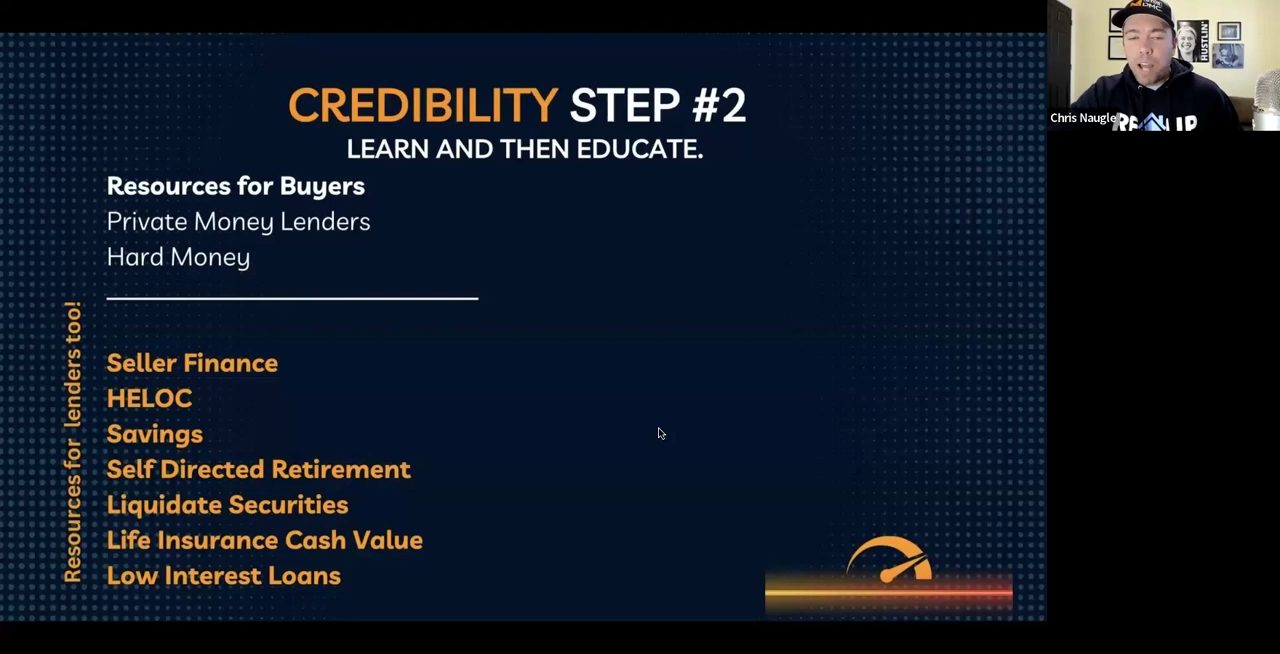 CREDIBILITY STEP #2
LEARN AND THEN EDUCATE.
Resources for Buyers
Private Money Lenders
Hard Money
Resources for lenders too!
Seller Finance
HELOC
Savings
Self Directed Retirement
Liquidate Securities
Life Insurance Cash Value
Low Interest Loans
HUSTLIN'
Chris Naugle